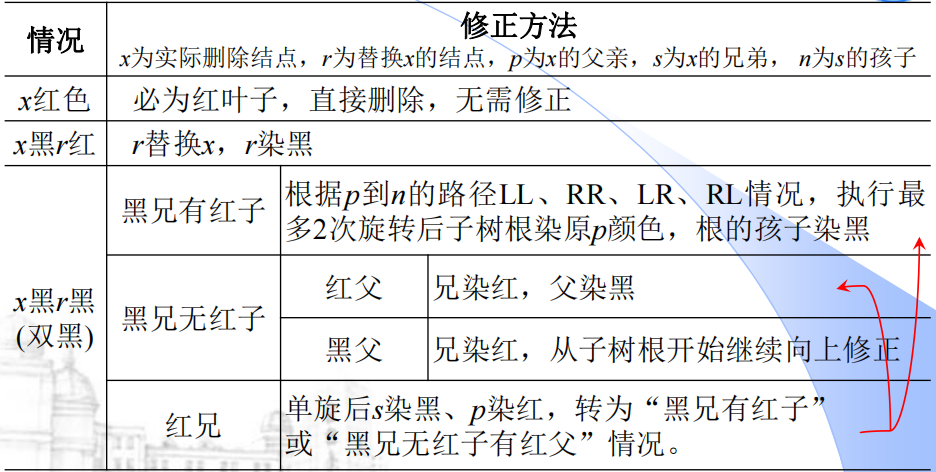 情况
修正方法
x为实际删除结点，r为替换x的结点，p为x的父亲，s为x的兄弟，n为s的孩子
x红色
必为红叶子，直接删除，无需修正
x黑r红
r替换x，r染黑
x黑r黑
(双黑)
黑兄有红子
根据p到n的路径LL、RR、LR、RL情况，执行最
多2次旋转后子树根染原p颜色，根的孩子染黑
黑兄无红子
红父
兄染红，父染黑
黑父
兄染红，从子树根开始继续向上修正
红兄
单旋后s染黑、p染红，转为“黑兄有红子”
或“黑兄无红子有红父”情况。